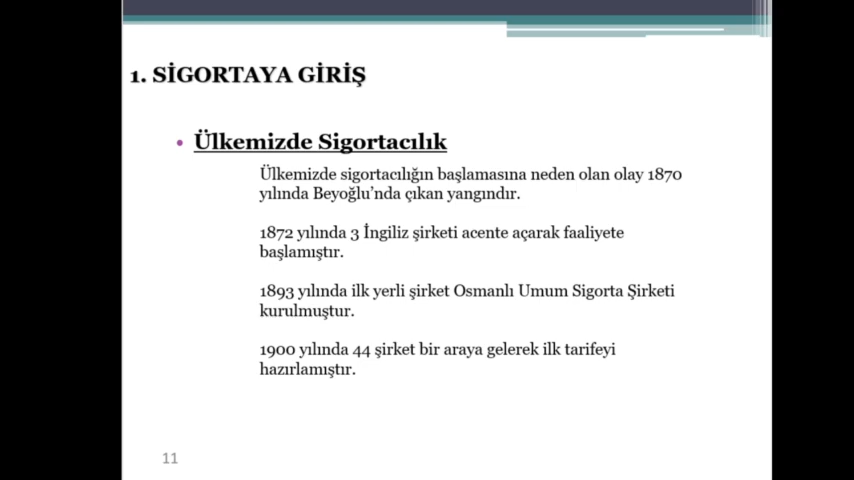 1. SİGORTAYA GİRİŞ
• Ülkemizde Sigortacılık
Ülkemizde sigortacılığın başlamasına neden olan olay 1870
yılında Beyoğlu’nda çıkan yangındır.
1872 yılında 3 İngiliz şirketi acente açarak faaliyete
başlamıştır.
1893 yılında ilk yerli şirket Osmanlı Umum Sigorta Şirketi
kurulmuştur.
1900 yılında 44 şirket bir araya gelerek ilk tarifeyi
hazırlamıştır.
11